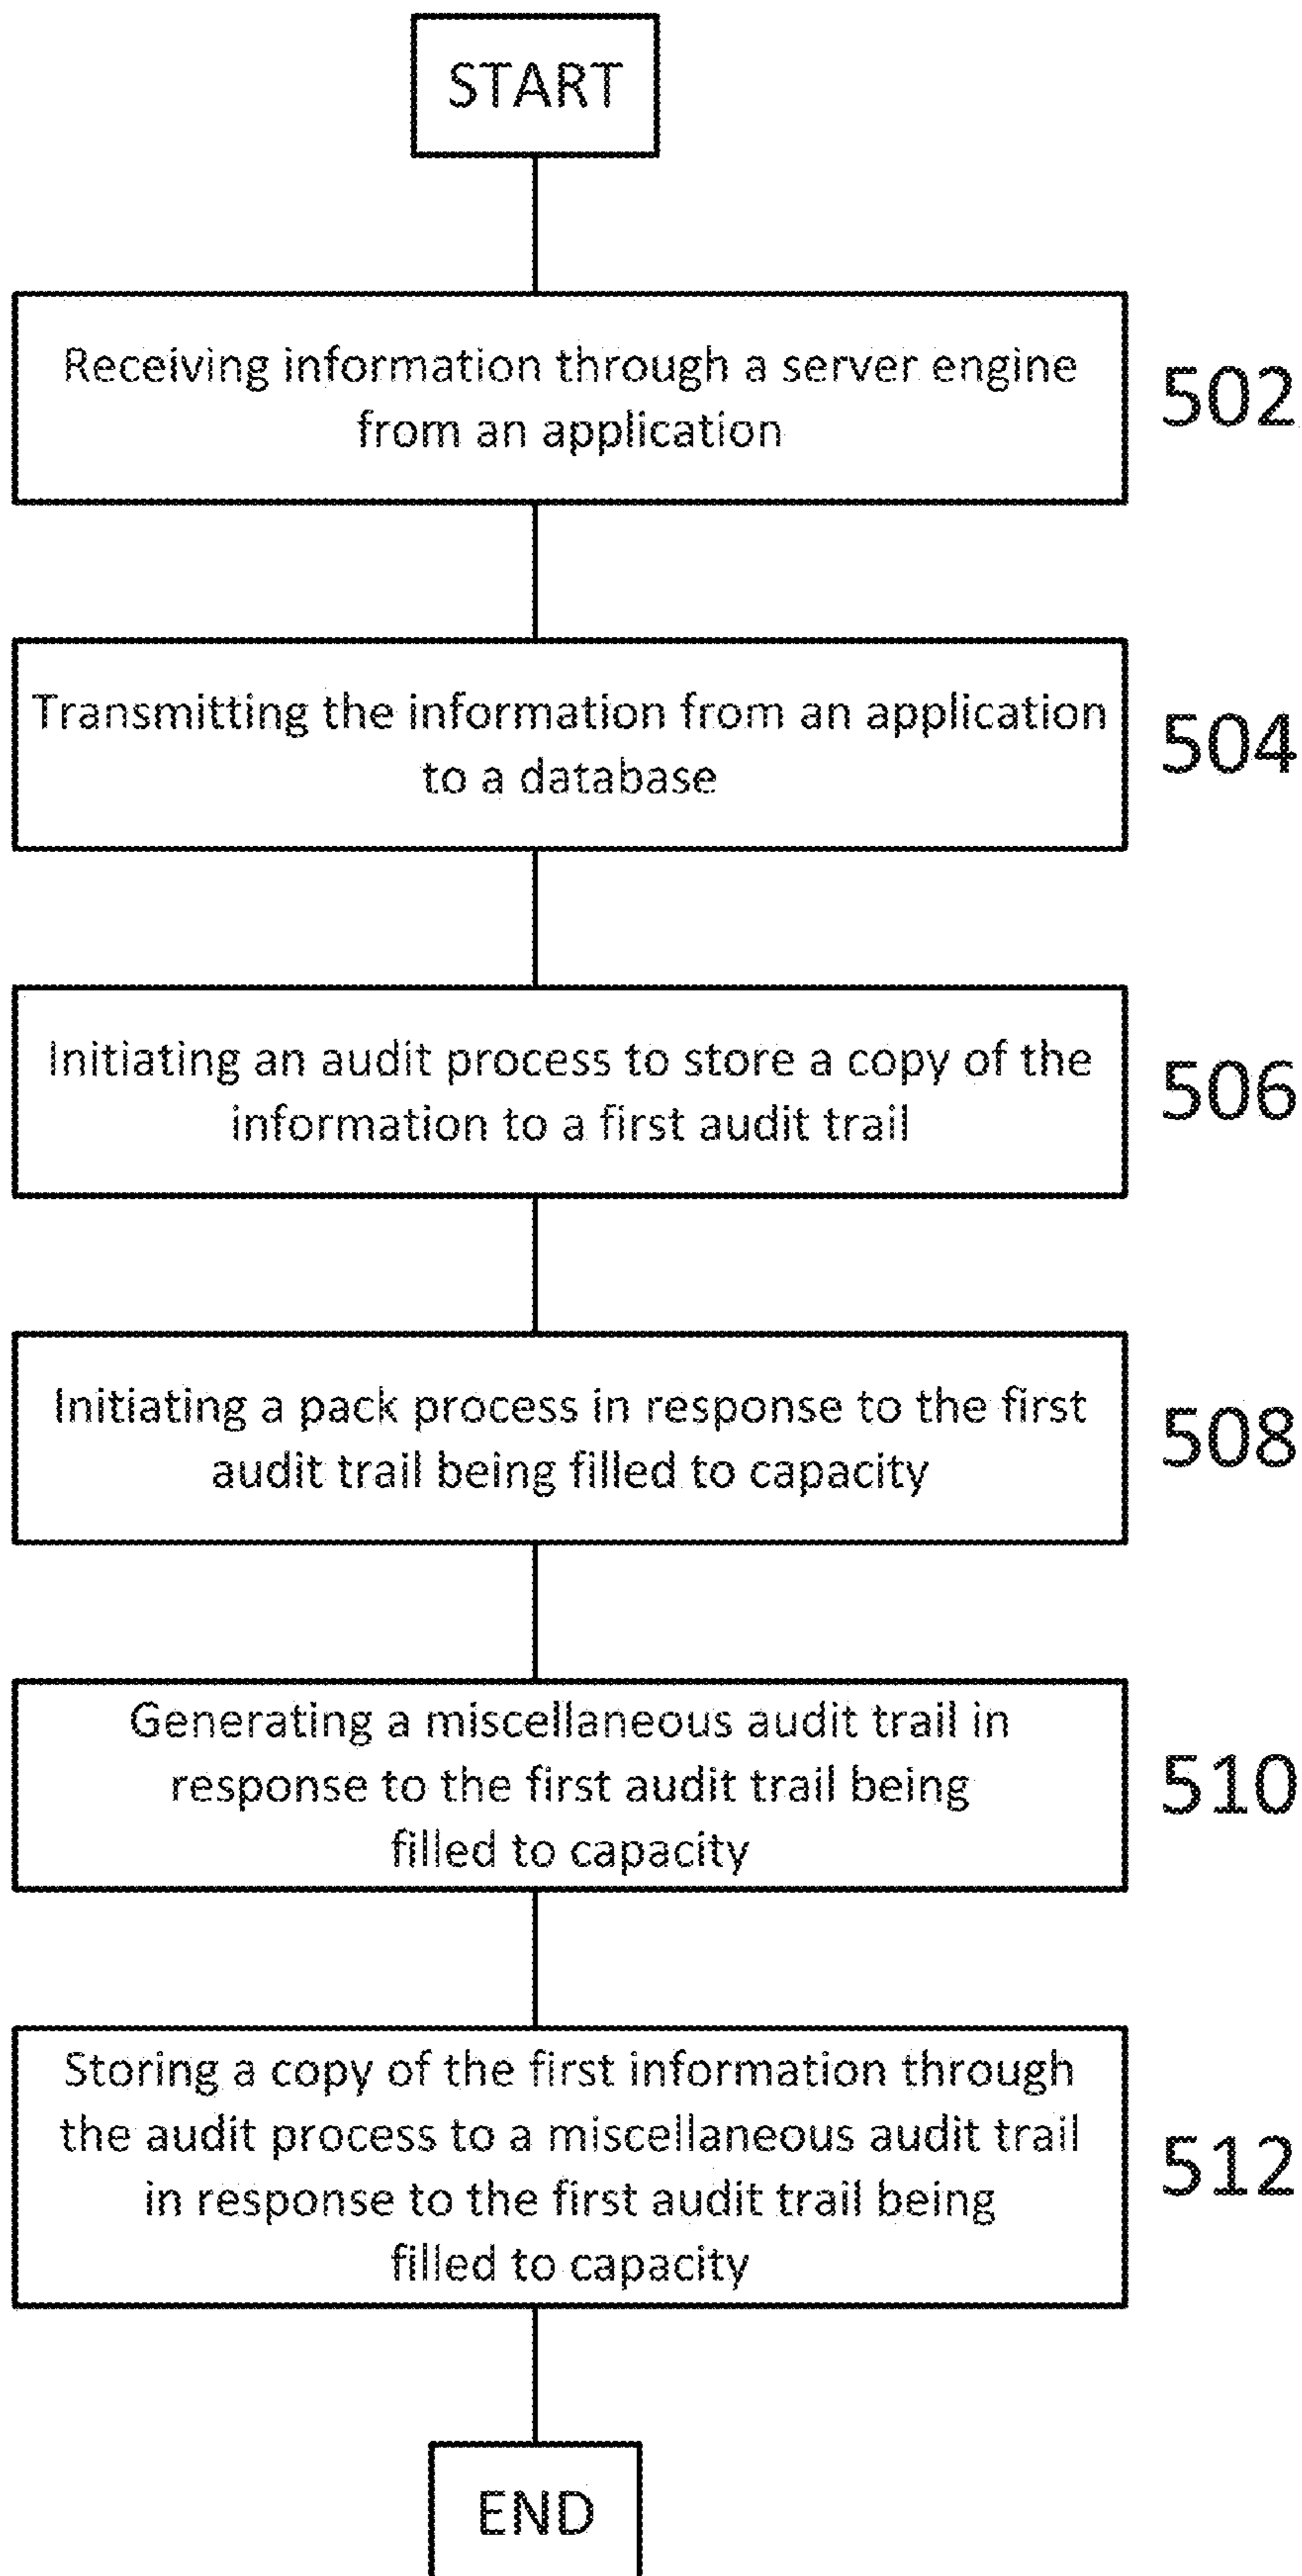 START
Receiving information through a server engine
from an application
502
Transmitting the information from an application
to a database
504
Initiating an audit process to store a copy of the
information to a first audit trail
506
Initiating a pack process in response to the first
audit trail being filled to capacity
508
Generating a miscellaneous audit trail in
response to the first audit trail being
filled to capacity
510
Storing a copy of the first information through
the audit process to a miscellaneous audit trail
in response to the first audit trail being
filled to capacity
512
END